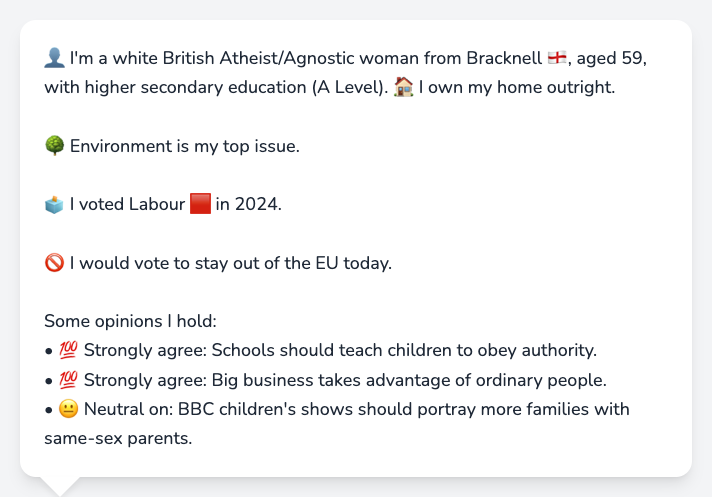 👤 I'm a white British Atheist/Agnostic woman from Bracknell 🏴󠁧󠁢󠁥󠁮󠁧󠁿, aged 59,
with higher secondary education (A Level). 🏠 I own my home outright.
🌳 Environment is my top issue.
🗳️ I voted Labour 🟥 in 2024.
🚫 I would vote to stay out of the EU today.
Some opinions I hold:
• 💯 Strongly agree: Schools should teach children to obey authority.
• 💯 Strongly agree: Big business takes advantage of ordinary people.
• 😐 Neutral on: BBC children's shows should portray more families with
same-sex parents.